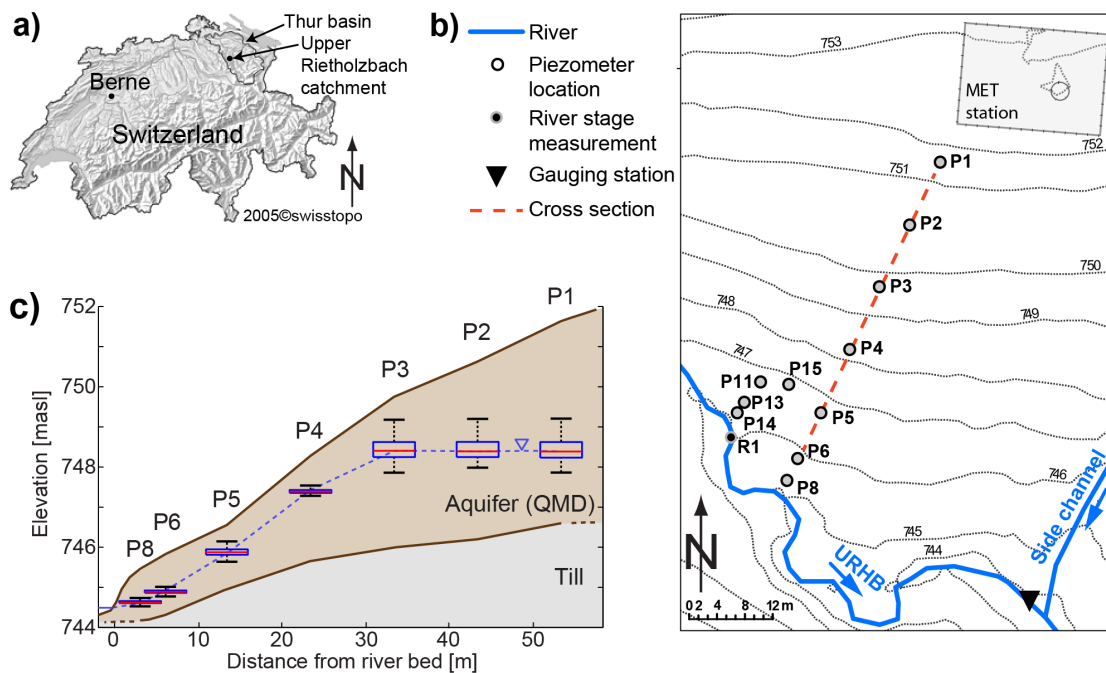 a)
Thur basin
Upper
Rietholzbach
catchment
Berne
Switzerland
N
2005©swisstopo
b)
River
Piezometer
location
River stage
measurement
Gauging station
Cross section
753
MET
station
752
751
P1
P2
750
P3
748
749
P4
747
P11
P15
P13
P14
P5
R1
P6
746
P8
Side channel
745
744
URHB
N
0 2 4 8 12 m
c)
Elevation [masl]
752
750
748
746
744
P1
P2
P3
P4
P5
P6
P8
Aquifer (QMD)
Till
0 10 20 30 40 50
Distance from river bed [m]